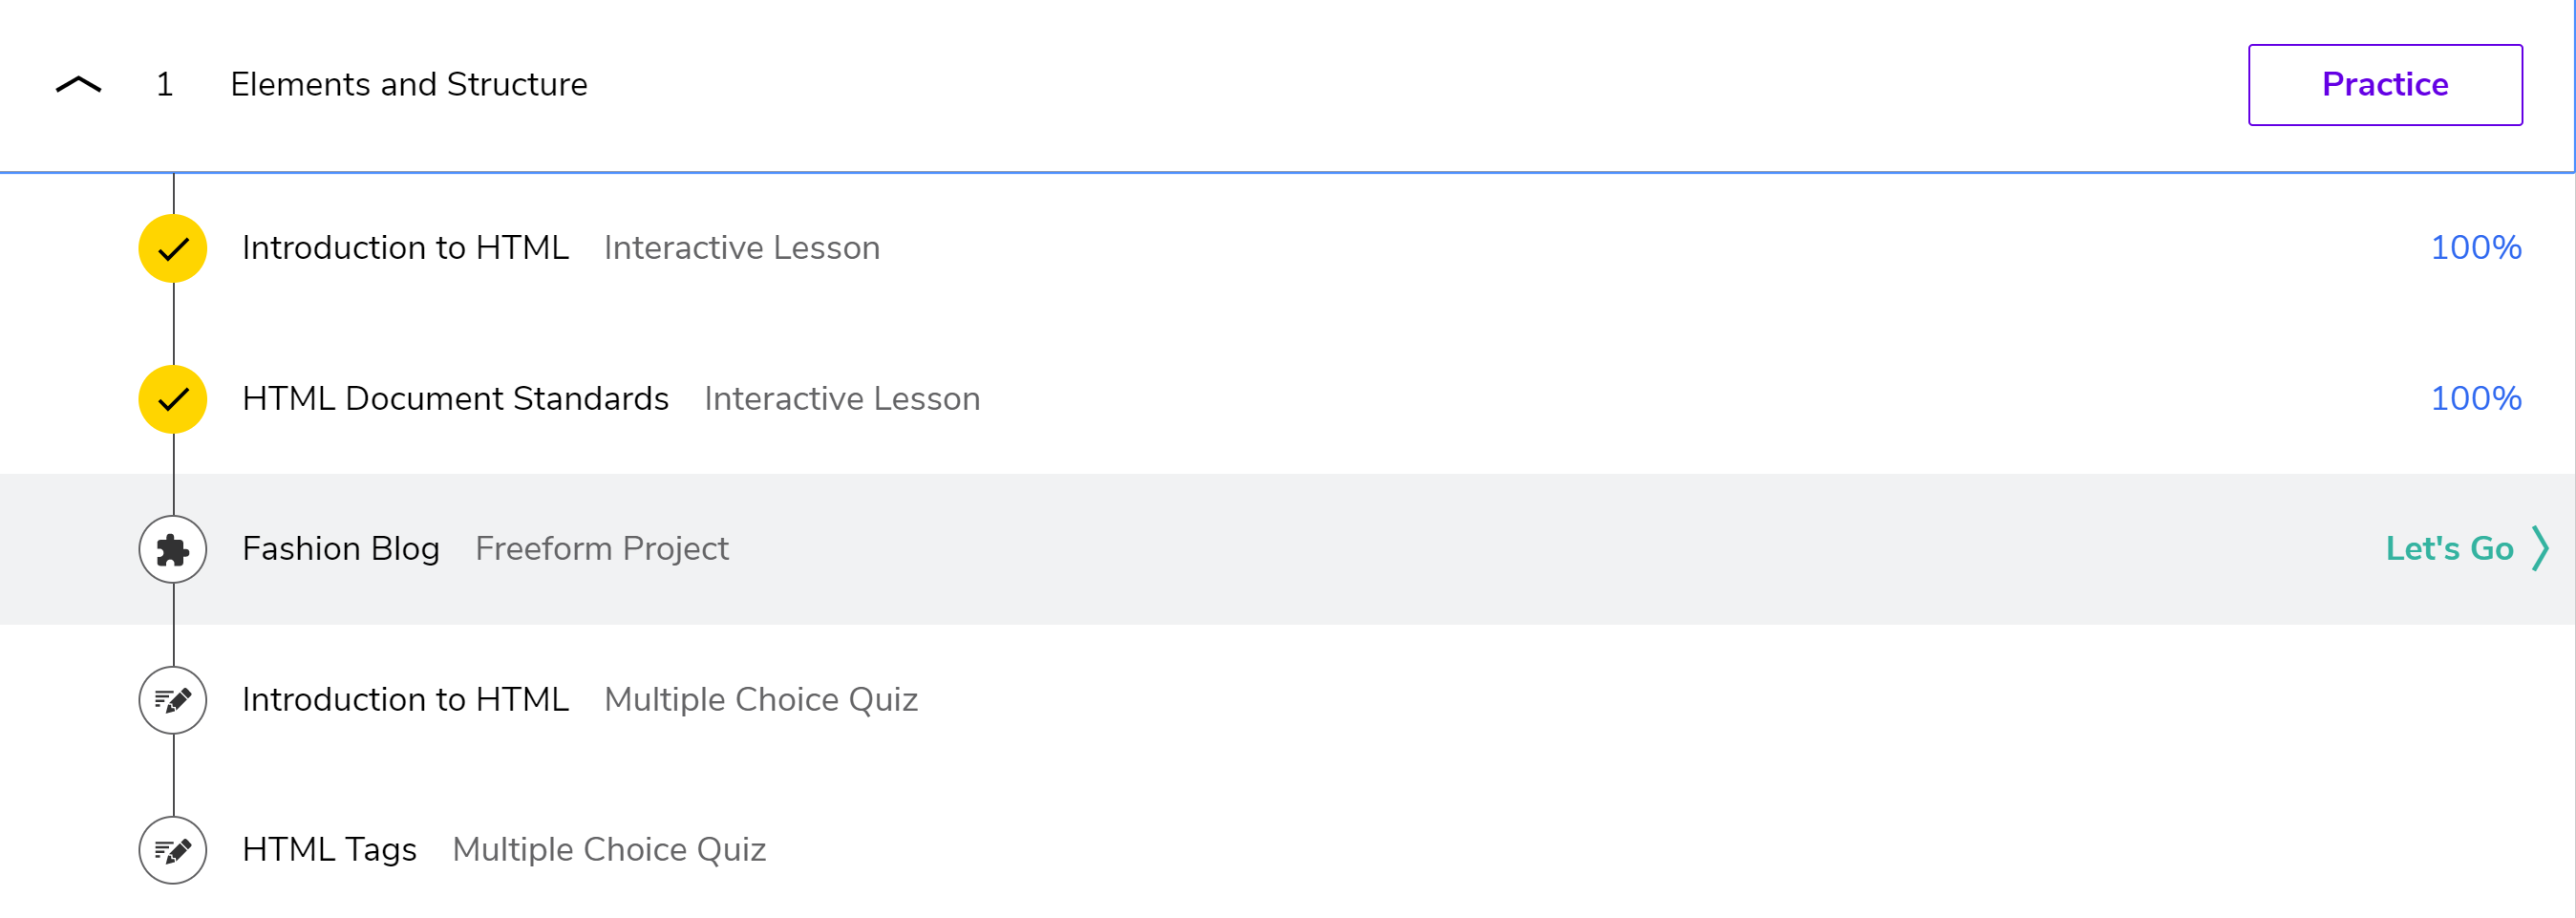 1 Elements and Structure Practice
Introduction to HTML Interactive Lesson 100%
HTML Document Standards Interactive Lesson 100%
Fashion Blog Freeform Project Let's Go
Introduction to HTML Multiple Choice Quiz
HTML Tags Multiple Choice Quiz